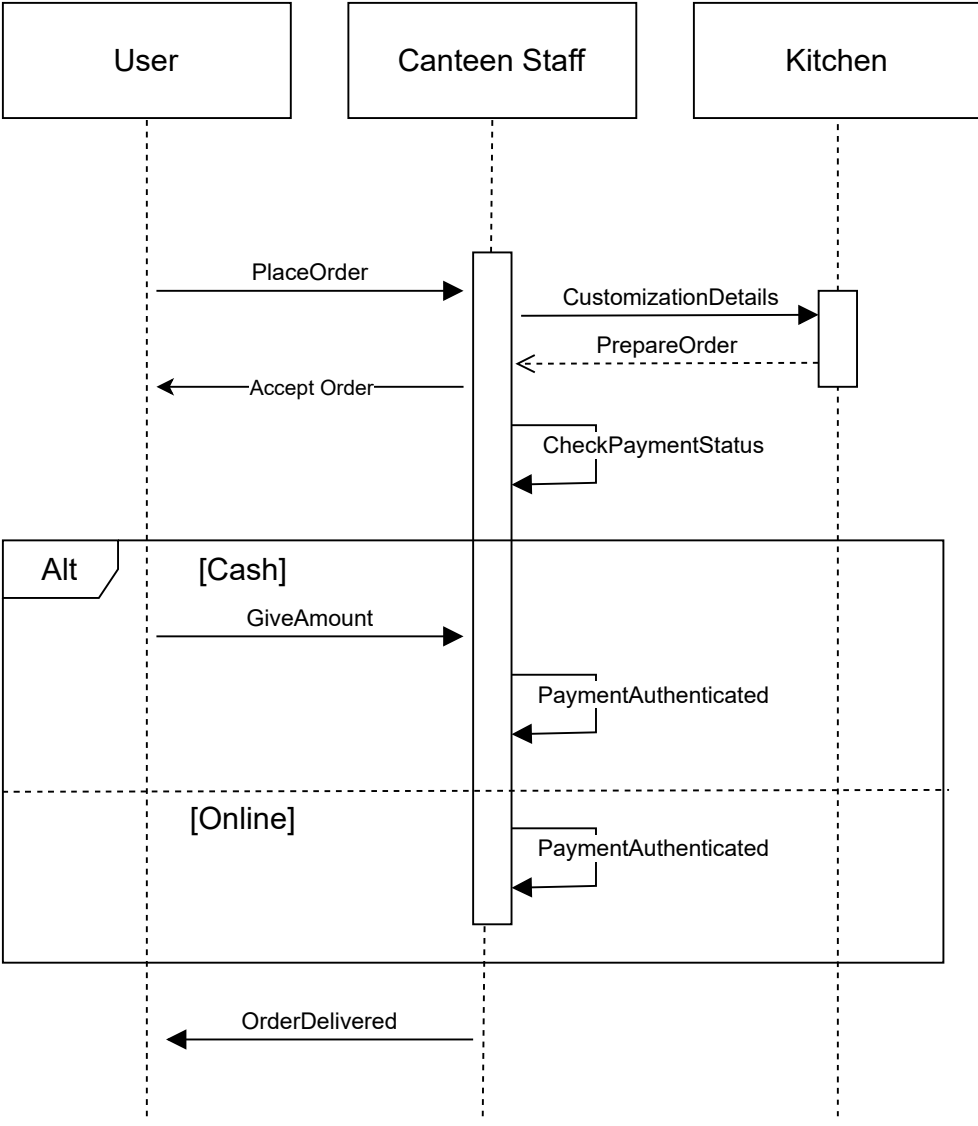 User
Canteen Staff
Kitchen
PlaceOrder
CustomizationDetails
PrepareOrder
Accept Order
CheckPaymentStatus
Alt
[Cash]
GiveAmount
PaymentAuthenticated
[Online]
PaymentAuthenticated
OrderDelivered